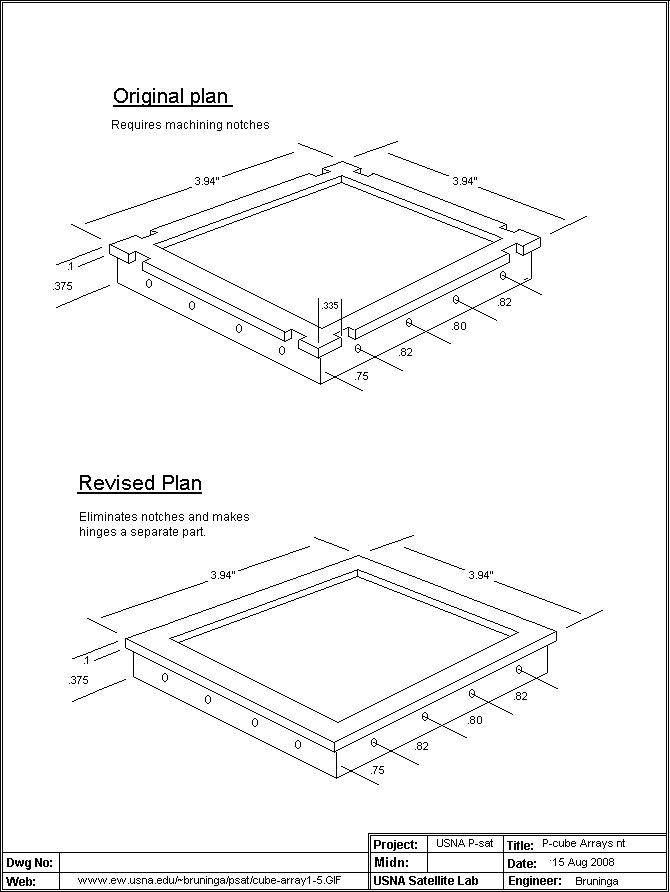 Original plan
Requires machining notches
3.94"
3.94"
.1
.375
.335
.82
.80
.82
.75
Revised Plan
Eliminates notches and makes
hinges a separate part.
3.94"
3.94"
.1
.375
.82
.80
.82
.75
Project: USNA P-sat Title: P-cube Arrays nt
Dwg No: Midn: Date: 15 Aug 2008
Web: www.ew.usna.edu/~bruninga/psat/cube-array1-5.GIF USNA Satellite Lab Engineer: Bruninga